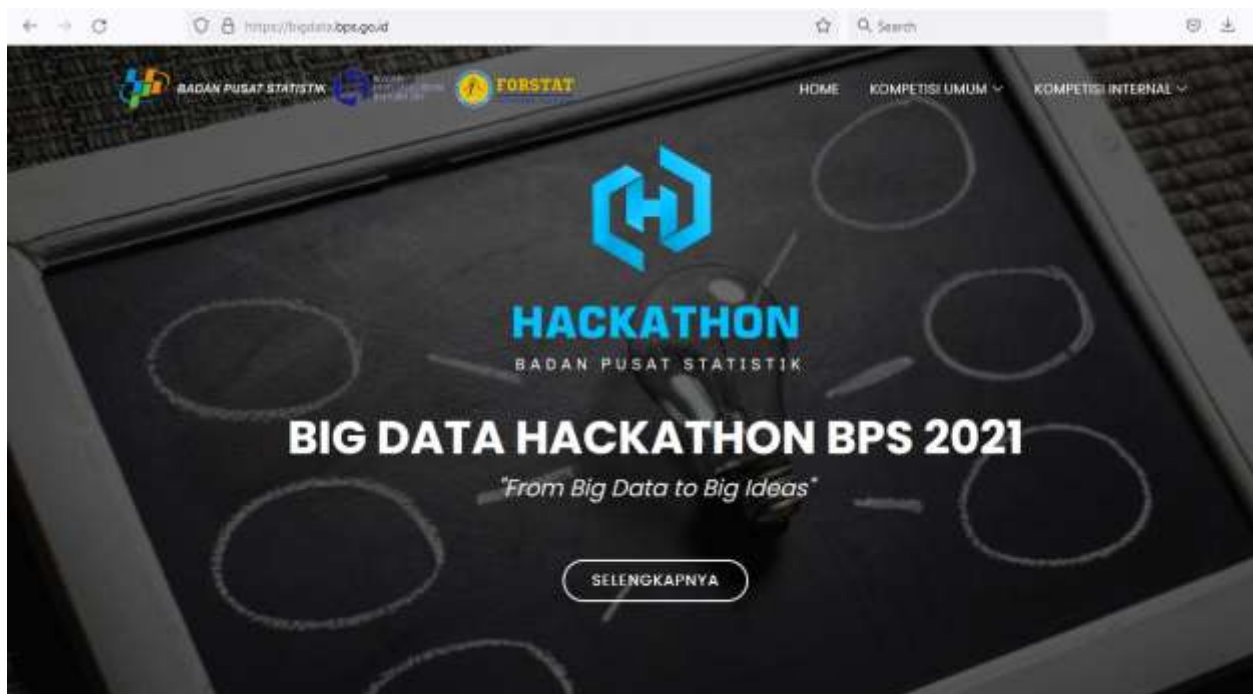 https://bigdata.bps.go.id
Search
BADAN PUSAT STATISTIK
FORSTAT
HOME
KOMPETISI UMUM
KOMPETISI INTERNAL
HACKATHON
BADAN PUSAT STATISTIK
BIG DATA HACKATHON BPS 2021
"From Big Data to Big Ideas"
SELENGKAPNYA